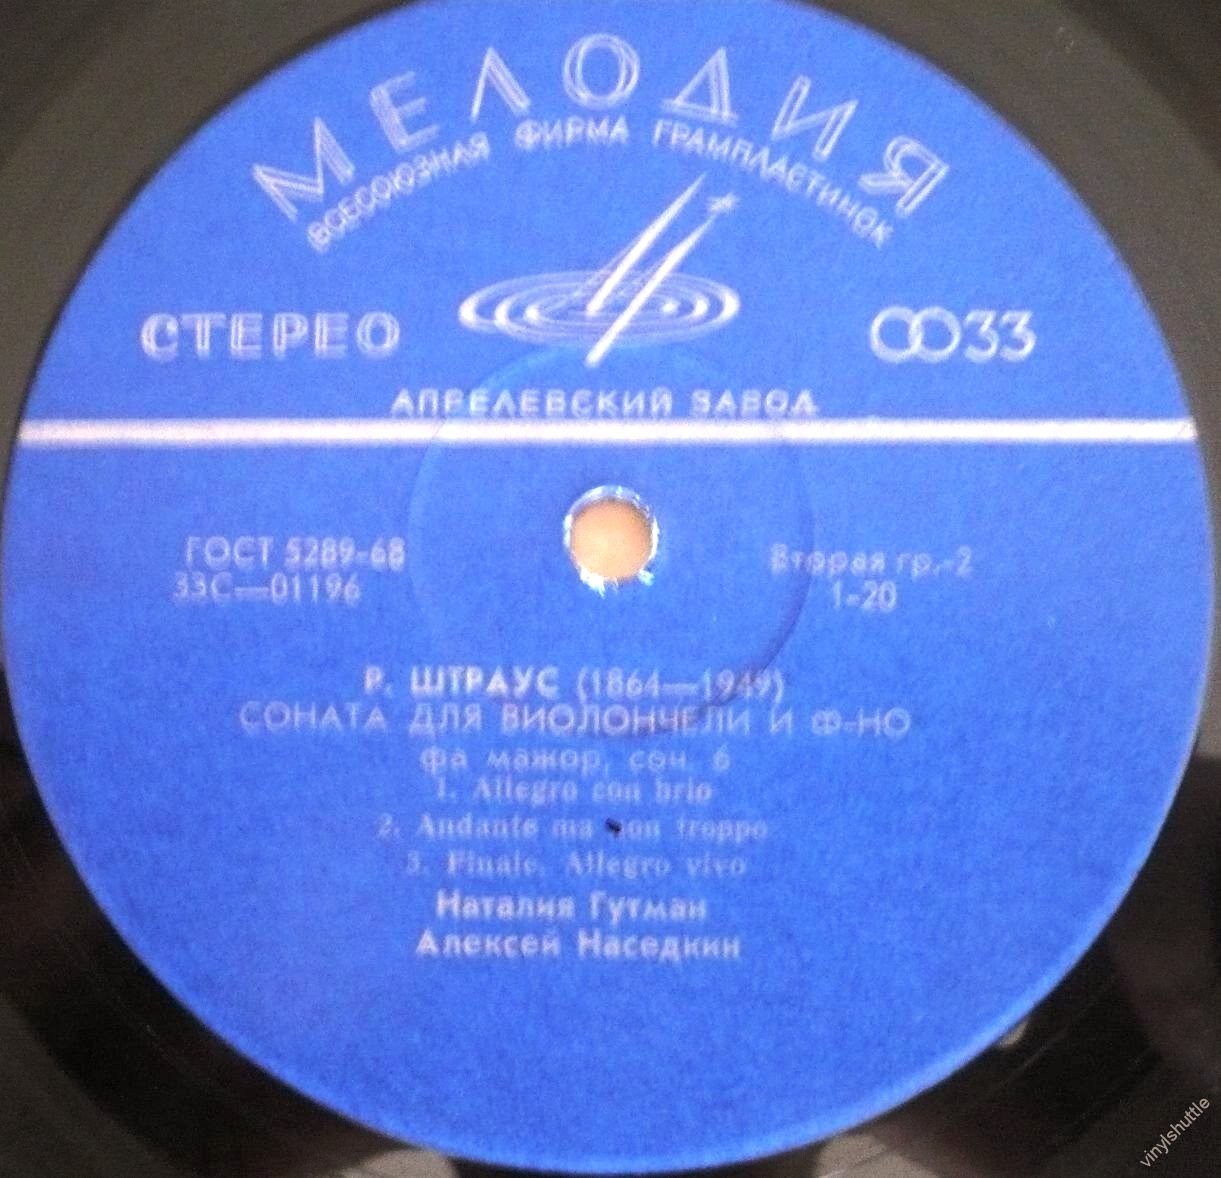 МЕЛОДИЯ
ВСЕСОЮЗНАЯ ФИРМА ГРАМПЛАСТИНОК
СТЕРЕО
33
АПРЕЛЕВСКИЙ ЗАВОД
ГОСТ 5289-68
33С—01196
Вторая гр.-2
1-20
Р. ШТРАУС (1864—1949)
СОНАТА ДЛЯ ВИОЛОНЧЕЛИ И Ф-НО
фа мажор, соч. 6
1. Allegro con brio
2. Andante ma non troppo
3. Finale. Allegro vivo
Наталия Гутман
Алексей Наседкин
vinylshuttle